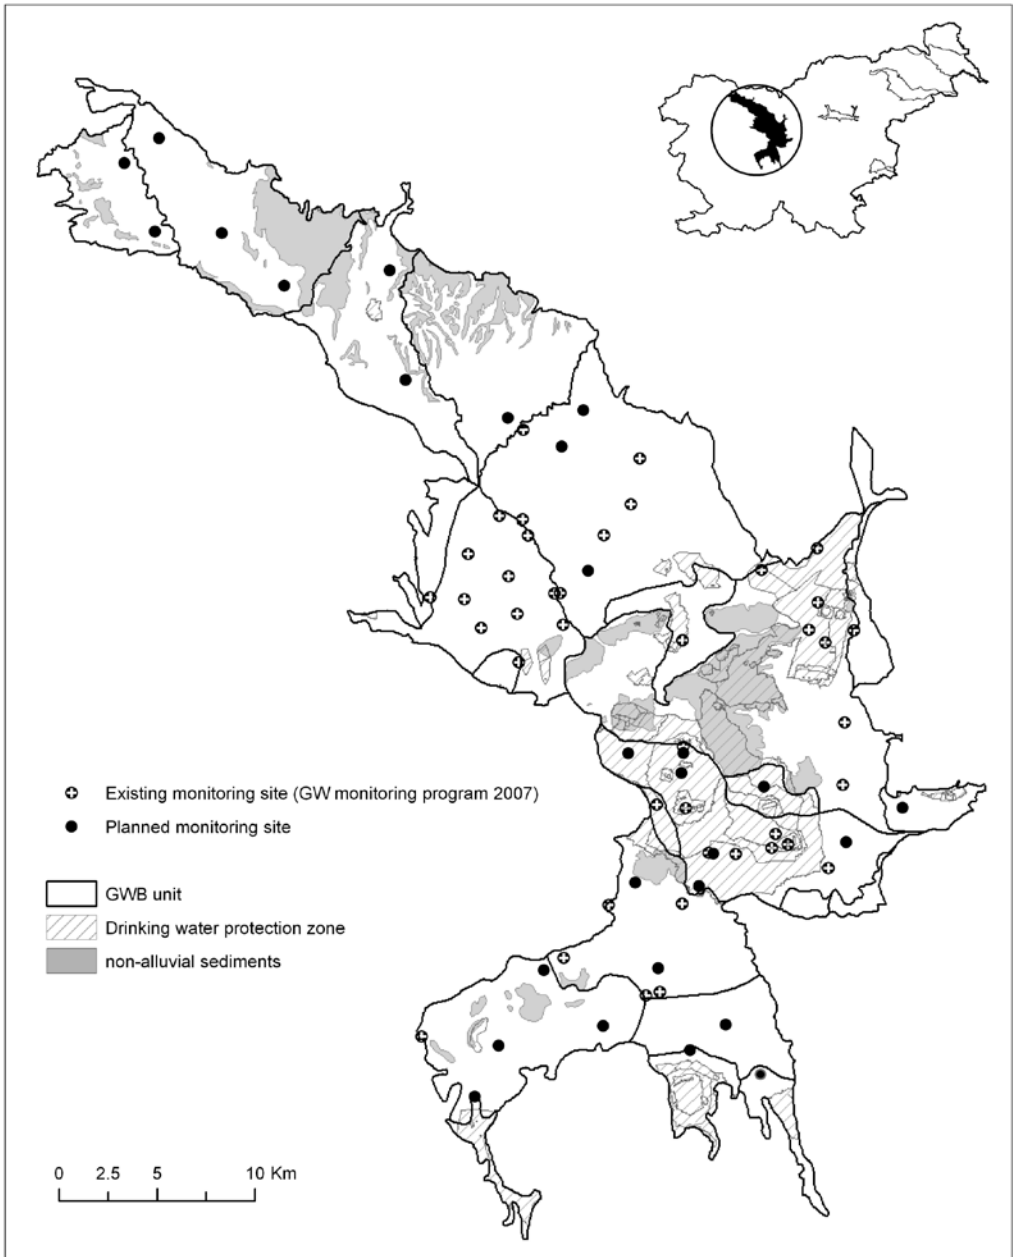 Existing monitoring site (GW monitoring program 2007)
Planned monitoring site
GWB unit
Drinking water protection zone
non-alluvial sediments
0 2.5 5 10 Km